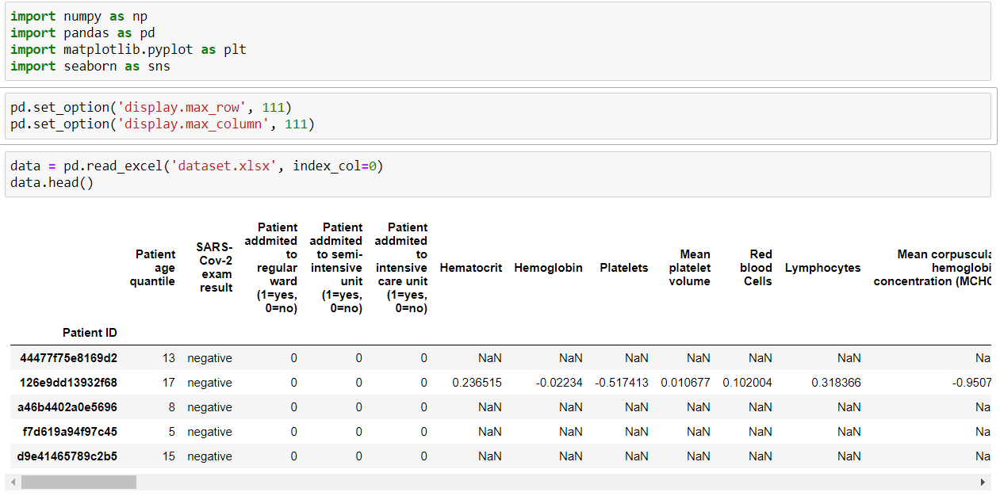 import numpy as np
import pandas as pd
import matplotlib.pyplot as plt
import seaborn as sns
pd.set_option('display.max_row', 111)
pd.set_option('display.max_column', 111)
data = pd.read_excel('dataset.xlsx', index_col=0)
data.head()
Patient age quantile
SARS-Cov-2 exam result
Patient addmited to regular ward (1=yes, 0=no)
Patient addmited to semi-intensive unit (1=yes, 0=no)
Patient addmited to intensive care unit (1=yes, 0=no)
Hematocrit
Hemoglobin
Platelets
Mean platelet volume
Red blood Cells
Lymphocytes
Mean corpuscula hemoglobi concentration (MCHC
Patient ID
44477f75e8169d2 13 negative 0 0 0 NaN NaN NaN NaN NaN NaN Na
126e9dd13932f68 17 negative 0 0 0 0.236515 -0.02234 -0.517413 0.010677 0.102004 0.318366 -0.9507
a46b4402a0e5696 8 negative 0 0 0 NaN NaN NaN NaN NaN NaN Na
f7d619a94f97c45 5 negative 0 0 0 NaN NaN NaN NaN NaN NaN Na
d9e41465789c2b5 15 negative 0 0 0 NaN NaN NaN NaN NaN NaN Na